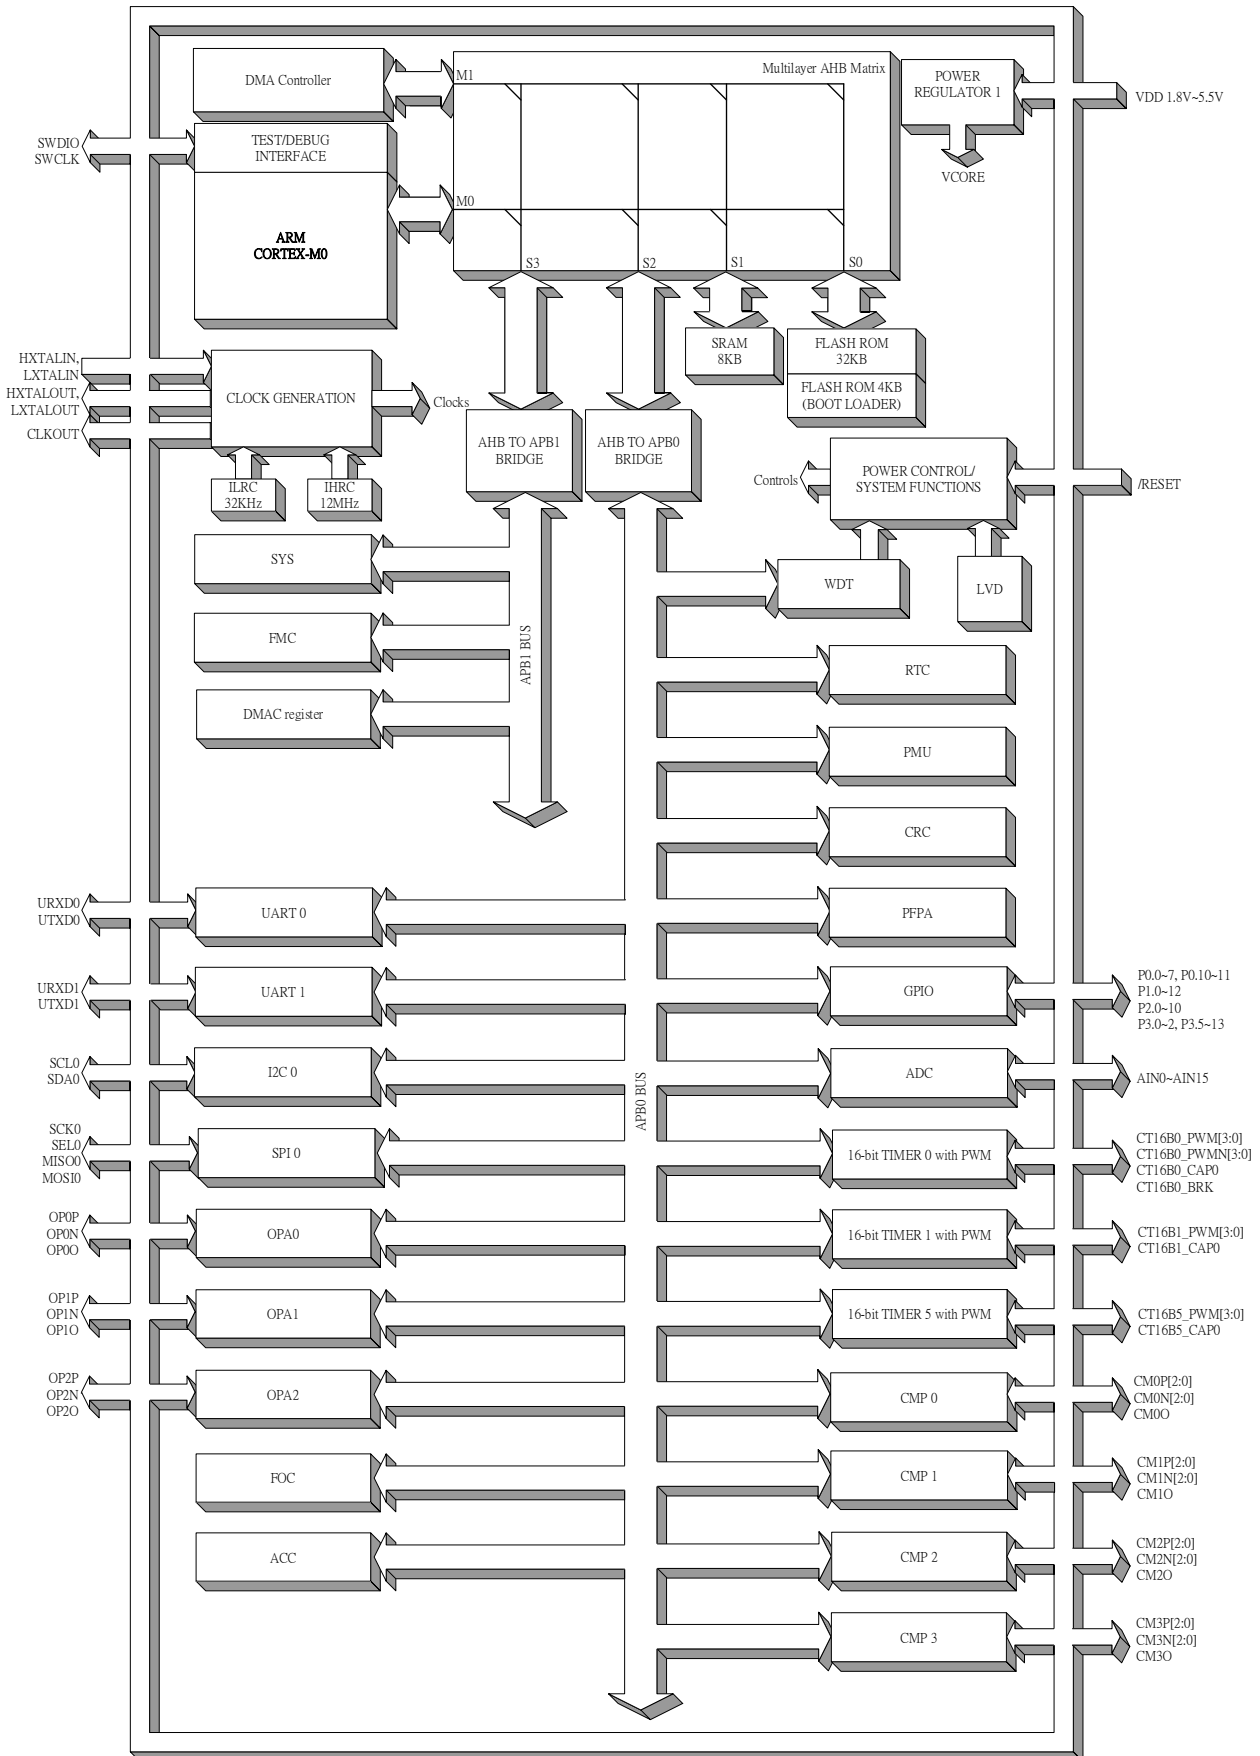 DMA Controller
M1
Multilayer AHB Matrix
POWER
REGULATOR 1
VDD 1.8V~5.5V
SWDIO
SWCLK
TEST/DEBUG
INTERFACE
VCORE
M0
ARM
CORTEX-M0
S3
S2
S1
S0
SRAM
8KB
FLASH ROM
32KB
FLASH ROM 4KB
(BOOT LOADER)
HXTALIN,
LXTALIN
HXTALOUT,
LXTALOUT
CLKOUT
CLOCK GENERATION
Clocks
ILRC
32KHz
IHRC
12MHz
AHB TO APB1
BRIDGE
AHB TO APB0
BRIDGE
Controls
POWER CONTROL/
SYSTEM FUNCTIONS
/RESET
SYS
WDT
LVD
FMC
APB1 BUS
RTC
DMAC register
PMU
CRC
URXD0
UTXD0
UART 0
PFPA
URXD1
UTXD1
UART 1
GPIO
P0.0~7, P0.10~11
P1.0~12
P2.0~10
P3.0~2, P3.5~13
SCL0
SDA0
I2C 0
APB0 BUS
ADC
AIN0~AIN15
SCK0
SEL0
MISO0
MOSI0
SPI 0
16-bit TIMER 0 with PWM
CT16B0_PWM[3:0]
CT16B0_PWMN[3:0]
CT16B0_CAP0
CT16B0_BRK
OP0P
OP0N
OP0O
OPA0
16-bit TIMER 1 with PWM
CT16B1_PWM[3:0]
CT16B1_CAP0
OP1P
OP1N
OP1O
OPA1
16-bit TIMER 5 with PWM
CT16B5_PWM[3:0]
CT16B5_CAP0
OP2P
OP2N
OP2O
OPA2
CMP 0
CM0P[2:0]
CM0N[2:0]
CM0O
FOC
CMP 1
CM1P[2:0]
CM1N[2:0]
CM1O
ACC
CMP 2
CM2P[2:0]
CM2N[2:0]
CM2O
CMP 3
CM3P[2:0]
CM3N[2:0]
CM3O